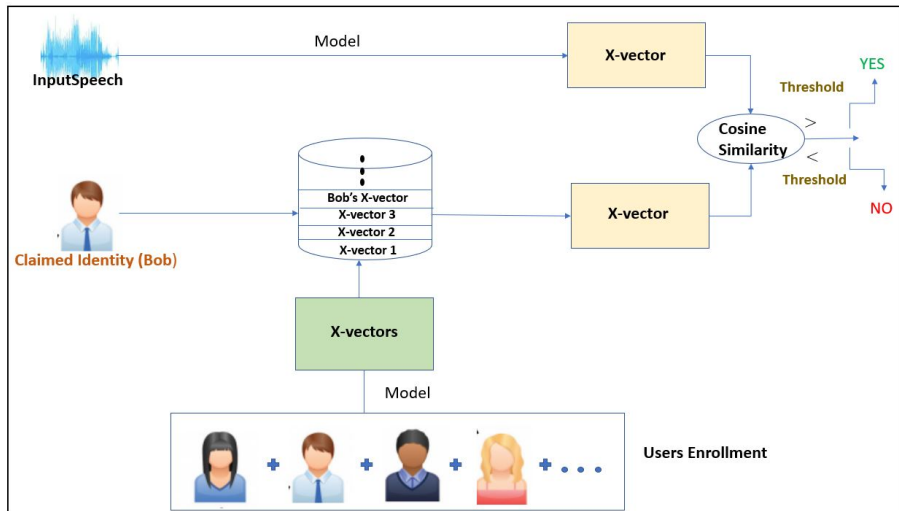 Model
InputSpeech
X-vector
YES
Threshold
>
Cosine
Similarity
<
Threshold
NO
Claimed Identity (Bob)
Bob's X-vector
X-vector 3
X-vector 2
X-vector 1
X-vector
X-vectors
Model
Users Enrollment